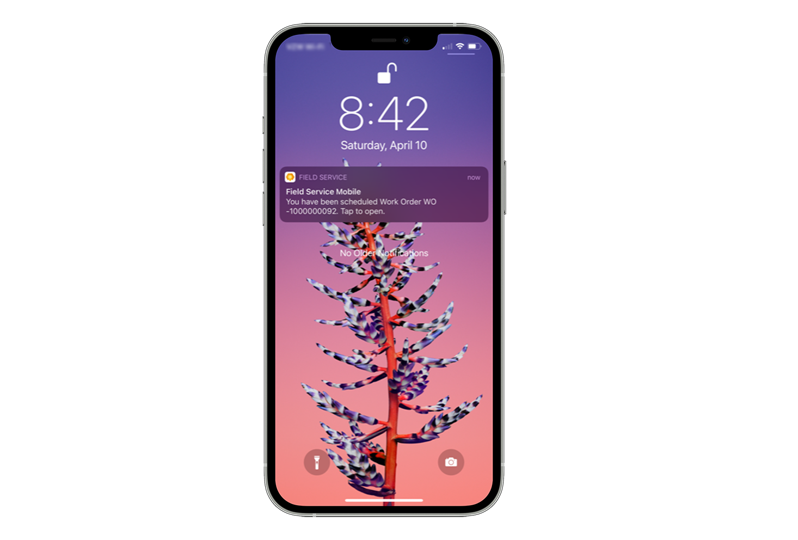 8:42
Saturday, April 10
FIELD SERVICE now
Field Service Mobile
You have been scheduled Work Order WO
-1000000092. Tap to open.
No Older Notifications